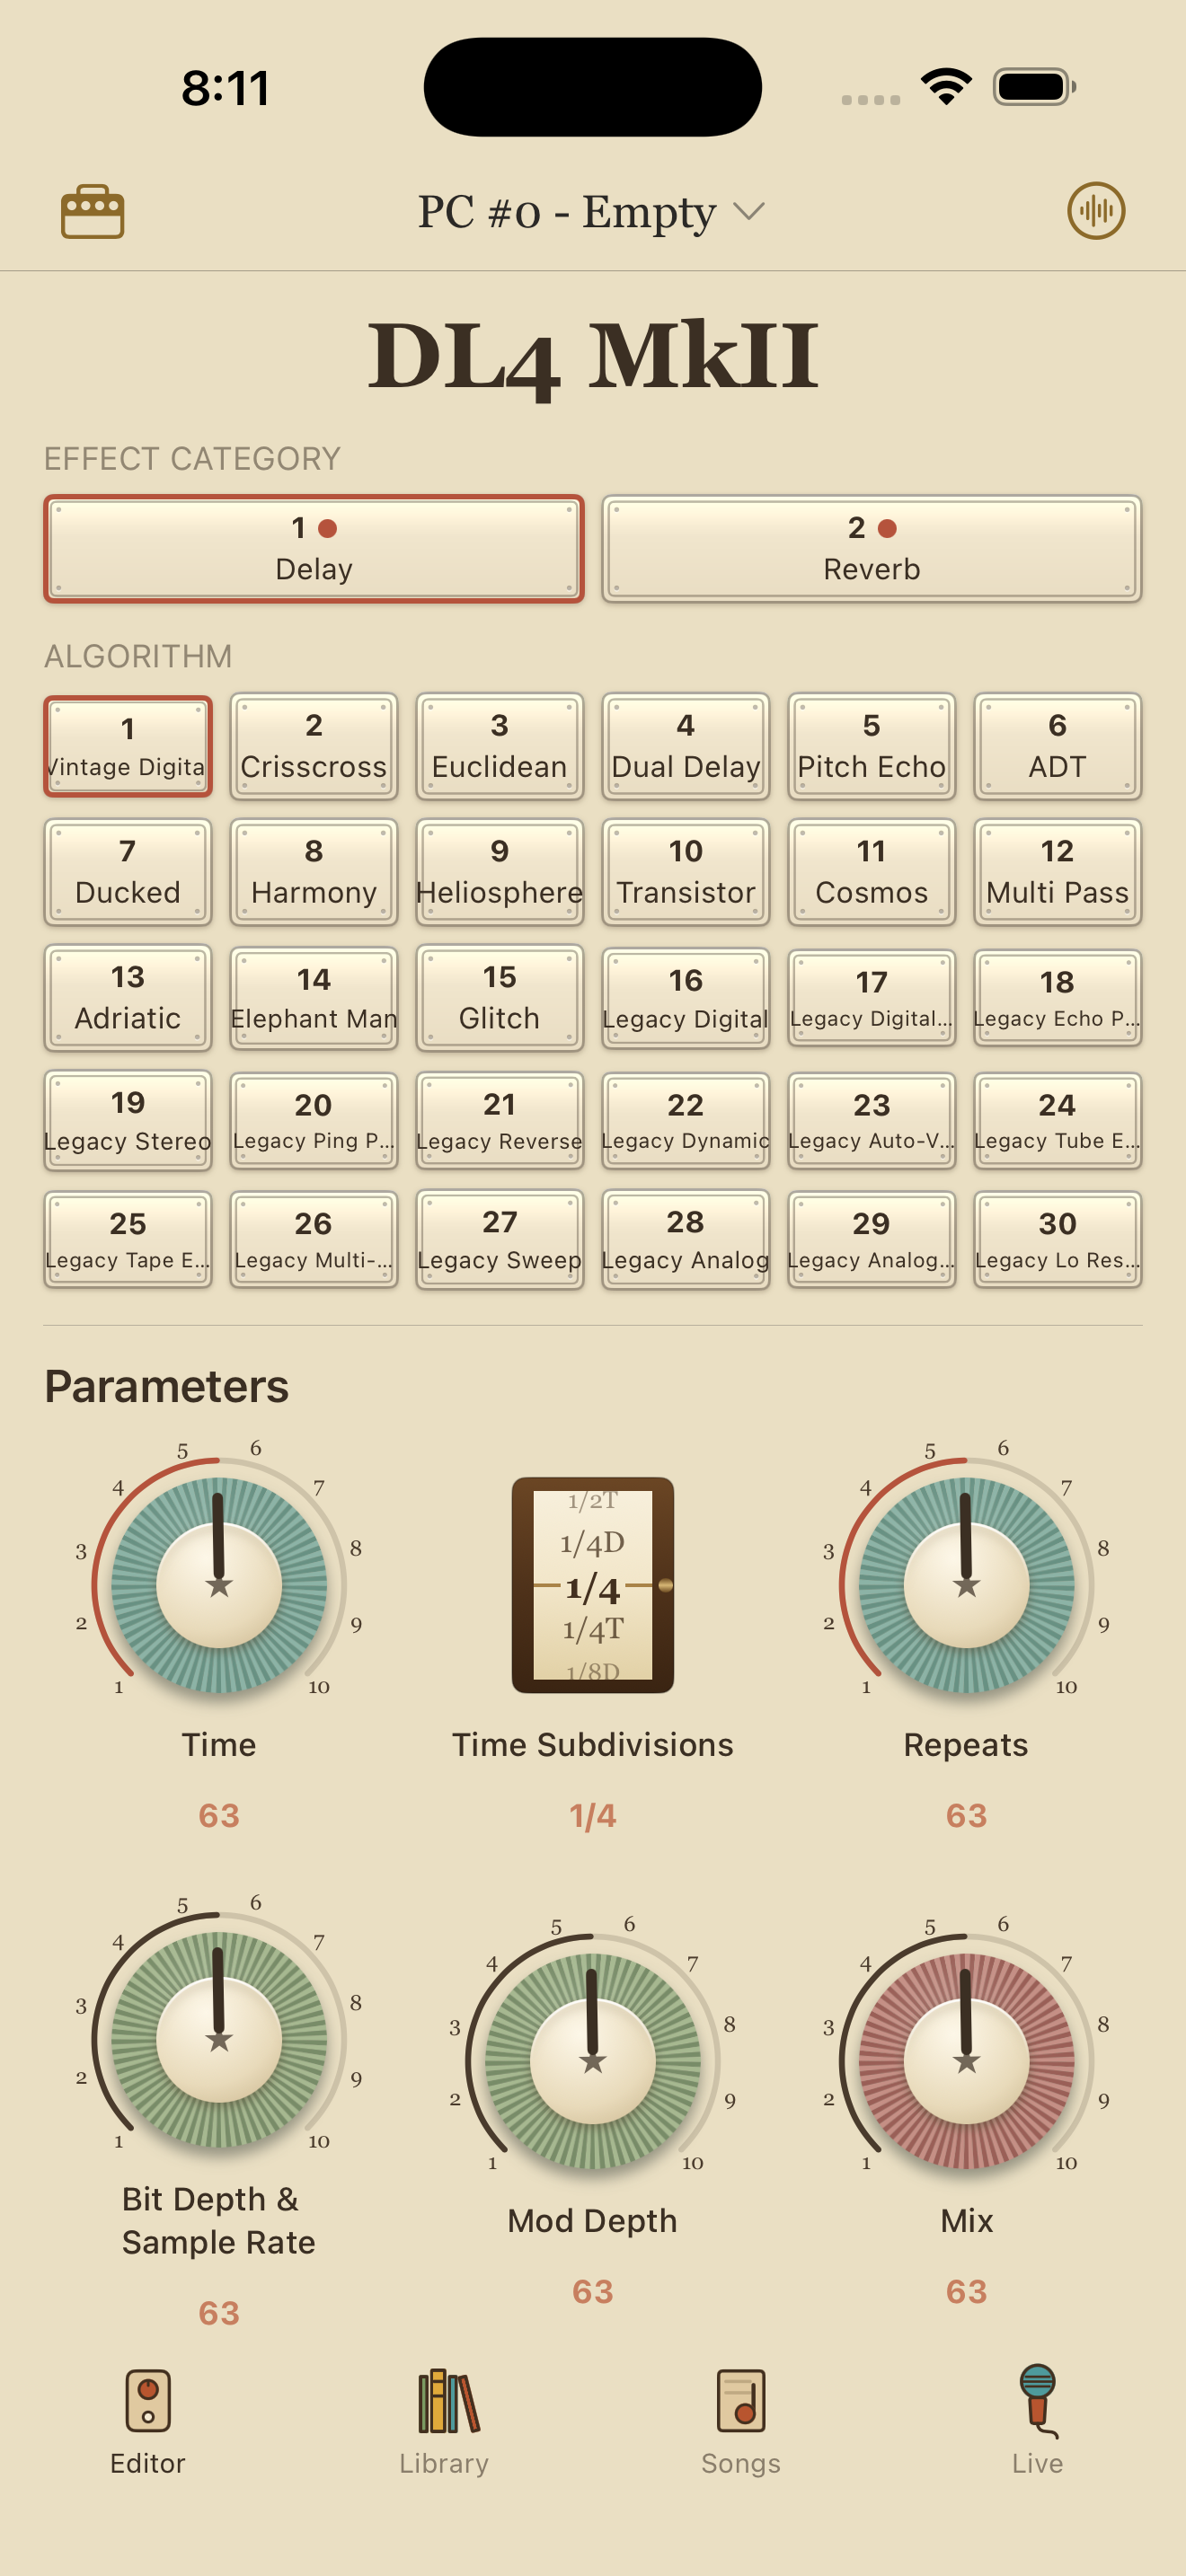 8:11
PC #0 - Empty
DL4 MkII
EFFECT CATEGORY
1
Delay
2
Reverb
ALGORITHM
1
Vintage Digita
2
Crisscross
3
Euclidean
4
Dual Delay
5
Pitch Echo
6
ADT
7
Ducked
8
Harmony
9
Heliosphere
10
Transistor
11
Cosmos
12
Multi Pass
13
Adriatic
14
Elephant Man
15
Glitch
16
Legacy Digital
17
Legacy Digital...
18
Legacy Echo P...
19
Legacy Stereo
20
Legacy Ping P...
21
Legacy Reverse
22
Legacy Dynamic
23
Legacy Auto-V...
24
Legacy Tube E...
25
Legacy Tape E...
26
Legacy Multi-...
27
Legacy Sweep
28
Legacy Analog
29
Legacy Analog...
30
Legacy Lo Res...
Parameters
1 2 3 4 5 6 7 8 9 10
Time
63
1/2T
1/4D
1/4
1/4T
1/8D
Time Subdivisions
1/4
1 2 3 4 5 6 7 8 9 10
Repeats
63
1 2 3 4 5 6 7 8 9 10
Bit Depth &
Sample Rate
63
1 2 3 4 5 6 7 8 9 10
Mod Depth
63
1 2 3 4 5 6 7 8 9 10
Mix
63
Editor
Library
Songs
Live